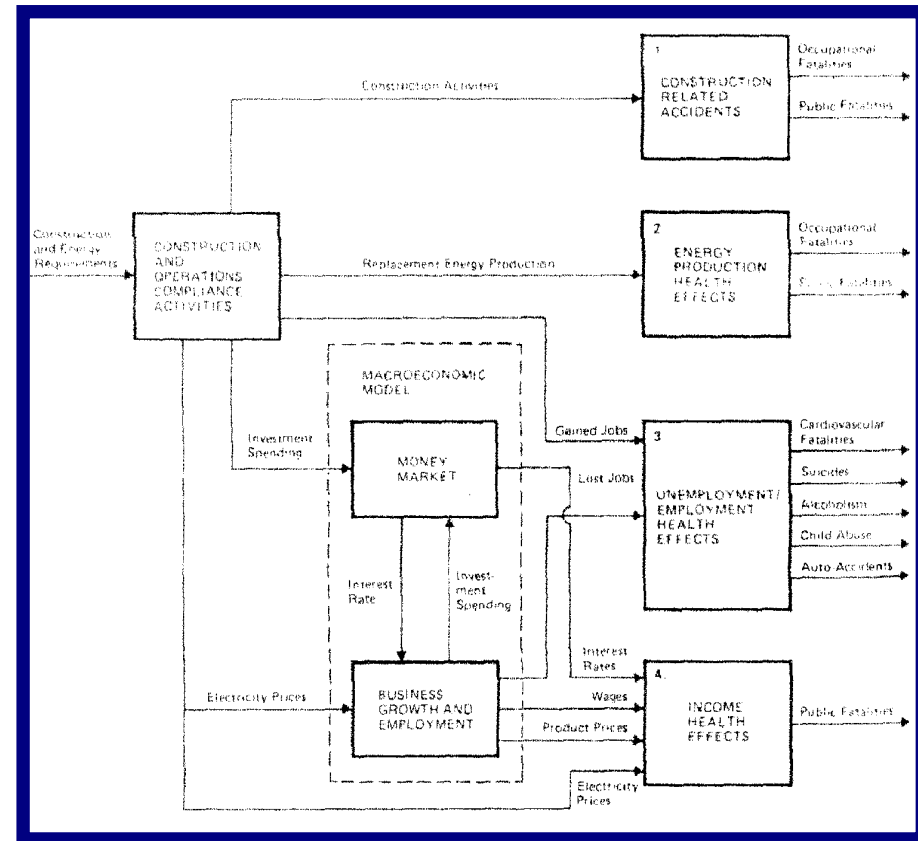 1
CONSTRUCTION
RELATED
ACCIDENTS
Occupational
Fatalities
Public Fatalities
Construction Activities
Construction
and Energy
Requirements
CONSTRUCTION
AND
OPERATIONS
COMPLIANCE
ACTIVITIES
Replacement Energy Production
2
ENERGY
PRODUCTION
HEALTH
EFFECTS
Occupational
Fatalities
Public Fatalities
MACROECONOMIC
MODEL
Investment
Spending
MONEY
MARKET
Gained Jobs
Lost Jobs
3
UNEMPLOYMENT/
EMPLOYMENT
HEALTH
EFFECTS
Cardiovascular
Fatalities
Suicides
Alcoholism
Child Abuse
Auto Accidents
Interest
Rate
Invest-
ment
Spending
Electricity Prices
BUSINESS
GROWTH AND
EMPLOYMENT
Interest
Rates
Wages
Product Prices
Electricity
Prices
4
INCOME
HEALTH
EFFECTS
Public Fatalities